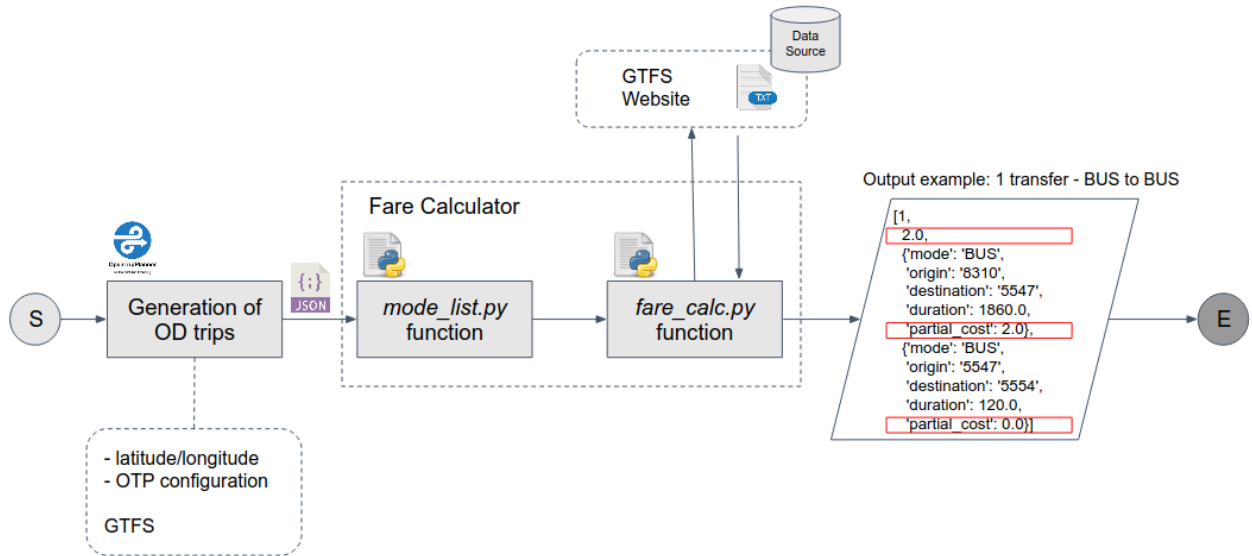 Data
Source
GTFS
Website
TXT
Output example: 1 transfer - BUS to BUS
Fare Calculator
[1,
2.0,
{'mode': 'BUS',
'origin': '8310',
'destination': '5547',
'duration': 1860.0,
'partial_cost': 2.0},
{'mode': 'BUS',
'origin': '5547',
'destination': '5554',
'duration': 120.0,
'partial_cost': 0.0}]
{;}
JSON
S
Generation of
OD trips
mode_list.py
function
fare_calc.py
function
E
- latitude/longitude
- OTP configuration
GTFS